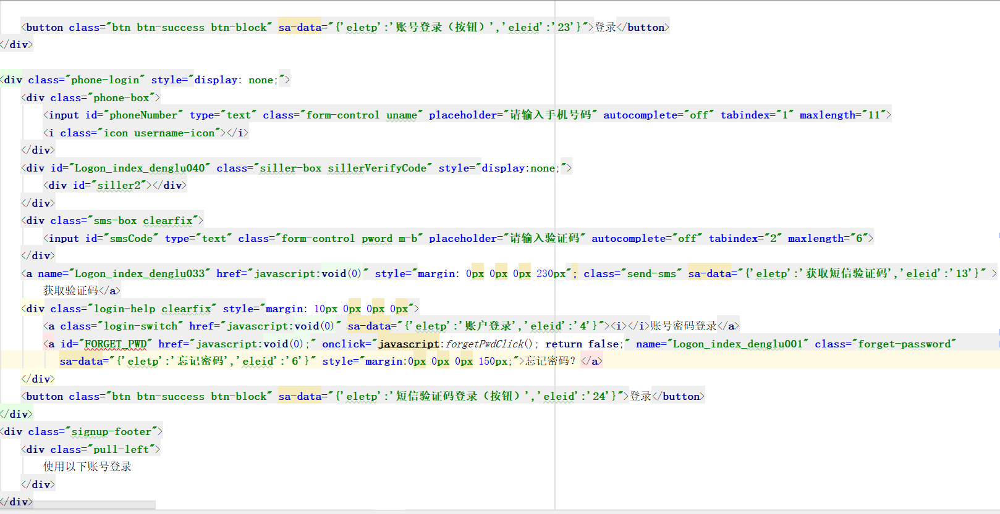 <button class="btn btn-success btn-block" sa-data="{'eletp':'账号登录（按钮）','eleid':'23'}">登录</button>
</div>
<div class="phone-login" style="display: none;">
<div class="phone-box">
<input id="phoneNumber" type="text" class="form-control uname" placeholder="请输入手机号码" autocomplete="off" tabindex="1" maxlength="11">
<i class="icon username-icon"></i>
</div>
<div id="Logon_index_denglu040" class="siller-box sillerVerifyCode" style="display:none;">
<div id="siller2"></div>
</div>
<div class="sms-box clearfix">
<input id="smsCode" type="text" class="form-control pword m-b" placeholder="请输入验证码" autocomplete="off" tabindex="2" maxlength="6">
</div>
<a name="Logon_index_denglu033" href="javascript:void(0)" style="margin: 0px 0px 0px 230px"; class="send-sms" sa-data="{'eletp':'获取短信验证码','eleid':'13'}" >
获取验证码</a>
<div class="login-help clearfix" style="margin: 10px 0px 0px 0px">
<a class="login-switch" href="javascript:void(0)" sa-data="{'eletp':'账户登录','eleid':'4'}"><i></i>账号密码登录</a>
<a id="FORGET_PWD" href="javascript:void(0);" onclick="javascript:forgetPwdClick(); return false;" name="Logon_index_denglu001" class="forget-password"
sa-data="{'eletp':'忘记密码','eleid':'6'}" style="margin:0px 0px 0px 150px;">忘记密码？</a>
</div>
<button class="btn btn-success btn-block" sa-data="{'eletp':'短信验证码登录（按钮）','eleid':'24'}">登录</button>
</div>
<div class="signup-footer">
<div class="pull-left">
使用以下账号登录
</div>
</div>